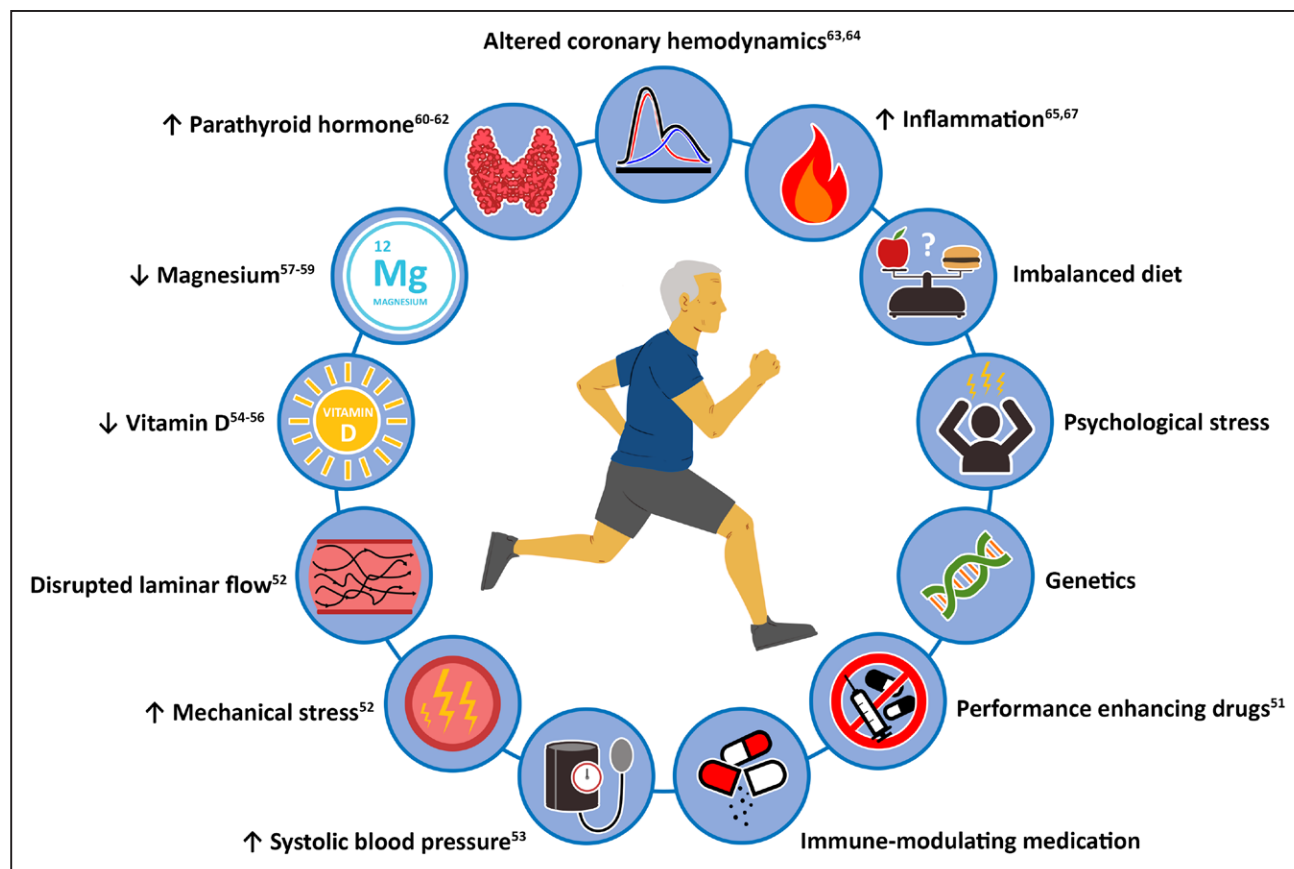 Altered coronary hemodynamics63,64
↑ Inflammation65,67
?
Imbalanced diet
Psychological stress
Genetics
Performance enhancing drugs51
Immune-modulating medication
↑ Systolic blood pressure53
↑ Mechanical stress52
Disrupted laminar flow52
↓ Vitamin D54-56
VITAMIN
D
↓ Magnesium57-59
12
Mg
MAGNESIUM
↑ Parathyroid hormone60-62